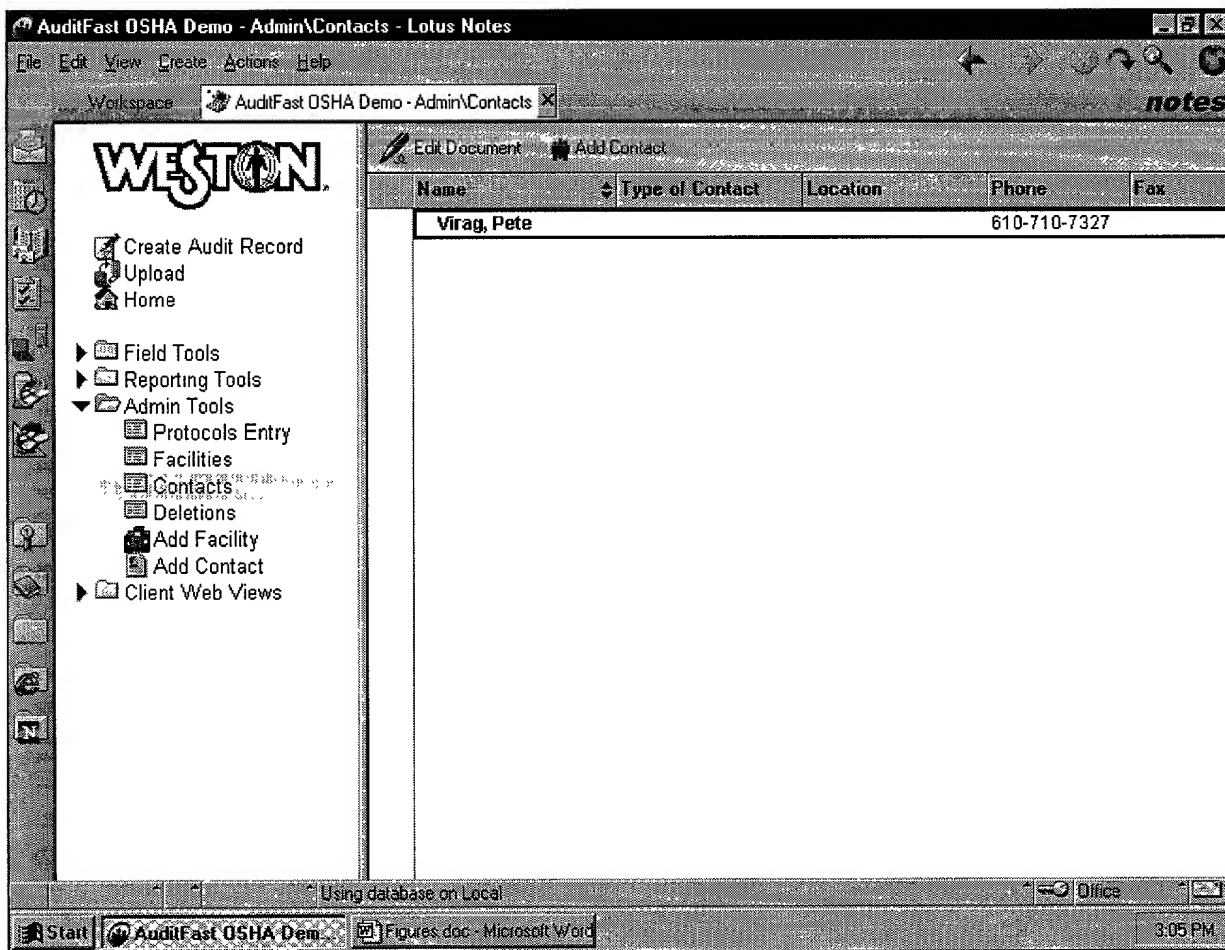 AuditFast OSHA Demo - Admin\Contacts - Lotus Notes
File Edit View Create Actions Help
Workspace AuditFast OSHA Demo - Admin\Contacts
notes
WESTON
Edit Document Add Contact
Name Type of Contact Location Phone Fax
Virag, Pete 610-710-7327
Create Audit Record
Upload
Home
Field Tools
Reporting Tools
Admin Tools
Protocols Entry
Facilities
Contacts
Deletions
Add Facility
Add Contact
Client Web Views
Using database on Local Office
Start AuditFast OSHA Dem Figures.doc - Microsoft Word 3:05 PM